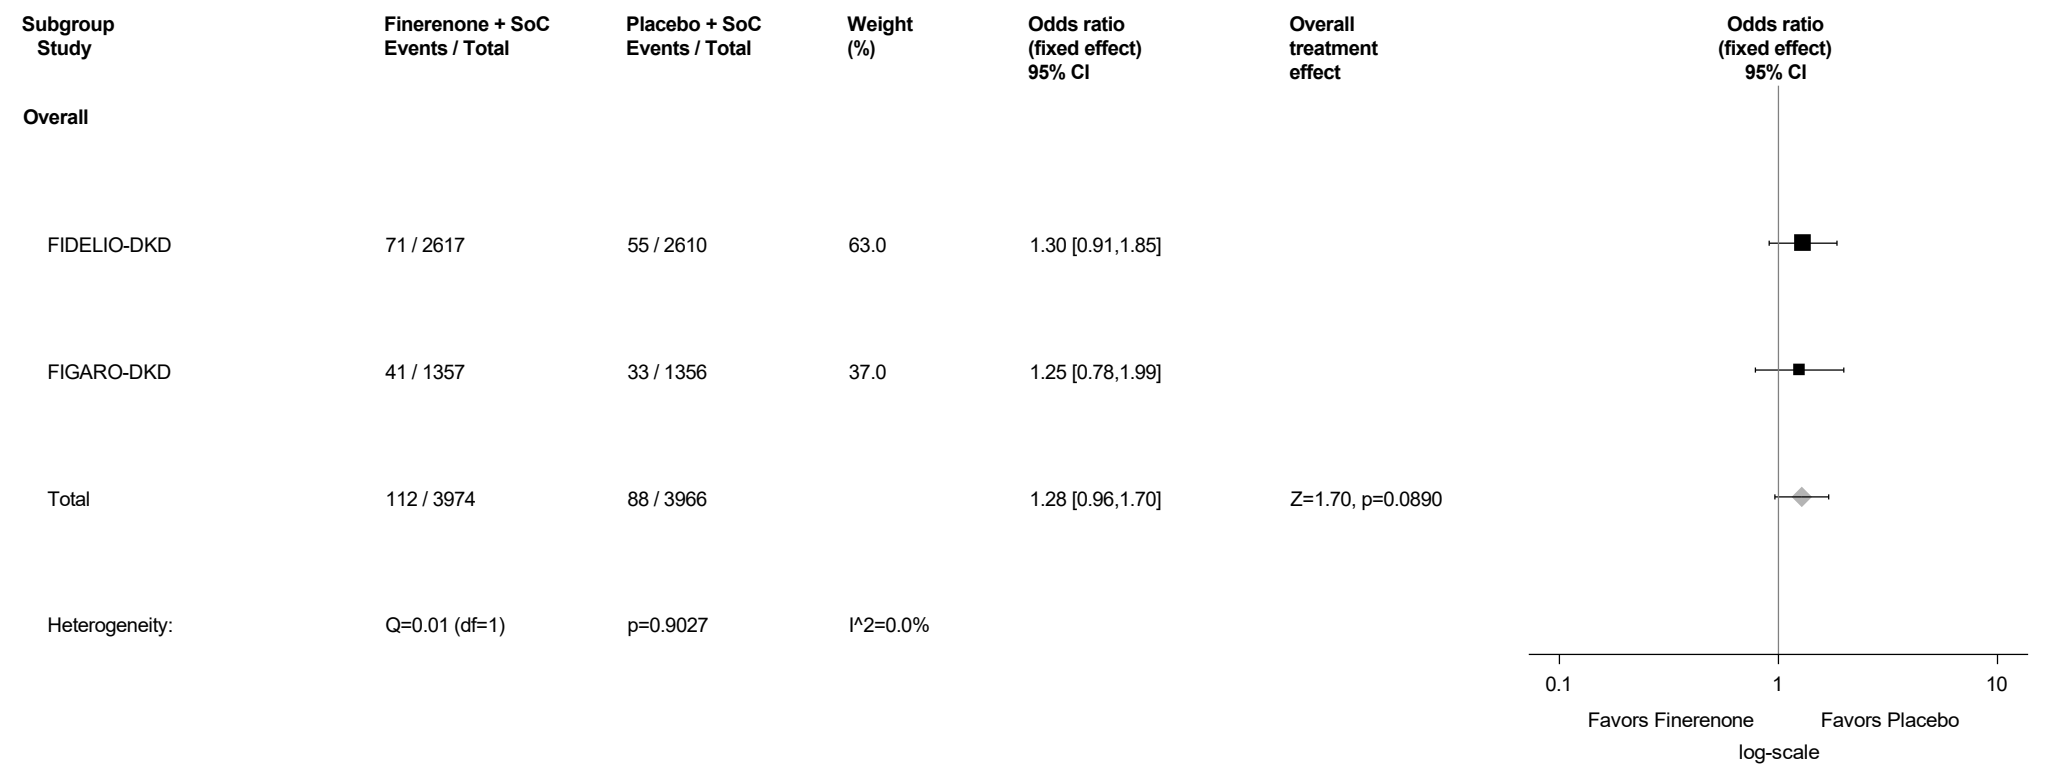 Subgroup Finerenone + SoC Placebo + SoC Weight Odds ratio Overall Odds ratio
Study Events / Total Events / Total (%) (fixed effect) treatment (fixed effect)
95% CI effect 95% CI
Overall
FIDELIO-DKD 71 / 2617 55 / 2610 63.0 1.30 [0.91,1.85]
FIGARO-DKD 41 / 1357 33 / 1356 37.0 1.25 [0.78,1.99]
Total 112 / 3974 88 / 3966 1.28 [0.96,1.70] Z=1.70, p=0.0890
Heterogeneity: Q=0.01 (df=1) p=0.9027 I^2=0.0%
0.1 1 10
Favors Finerenone Favors Placebo
log-scale